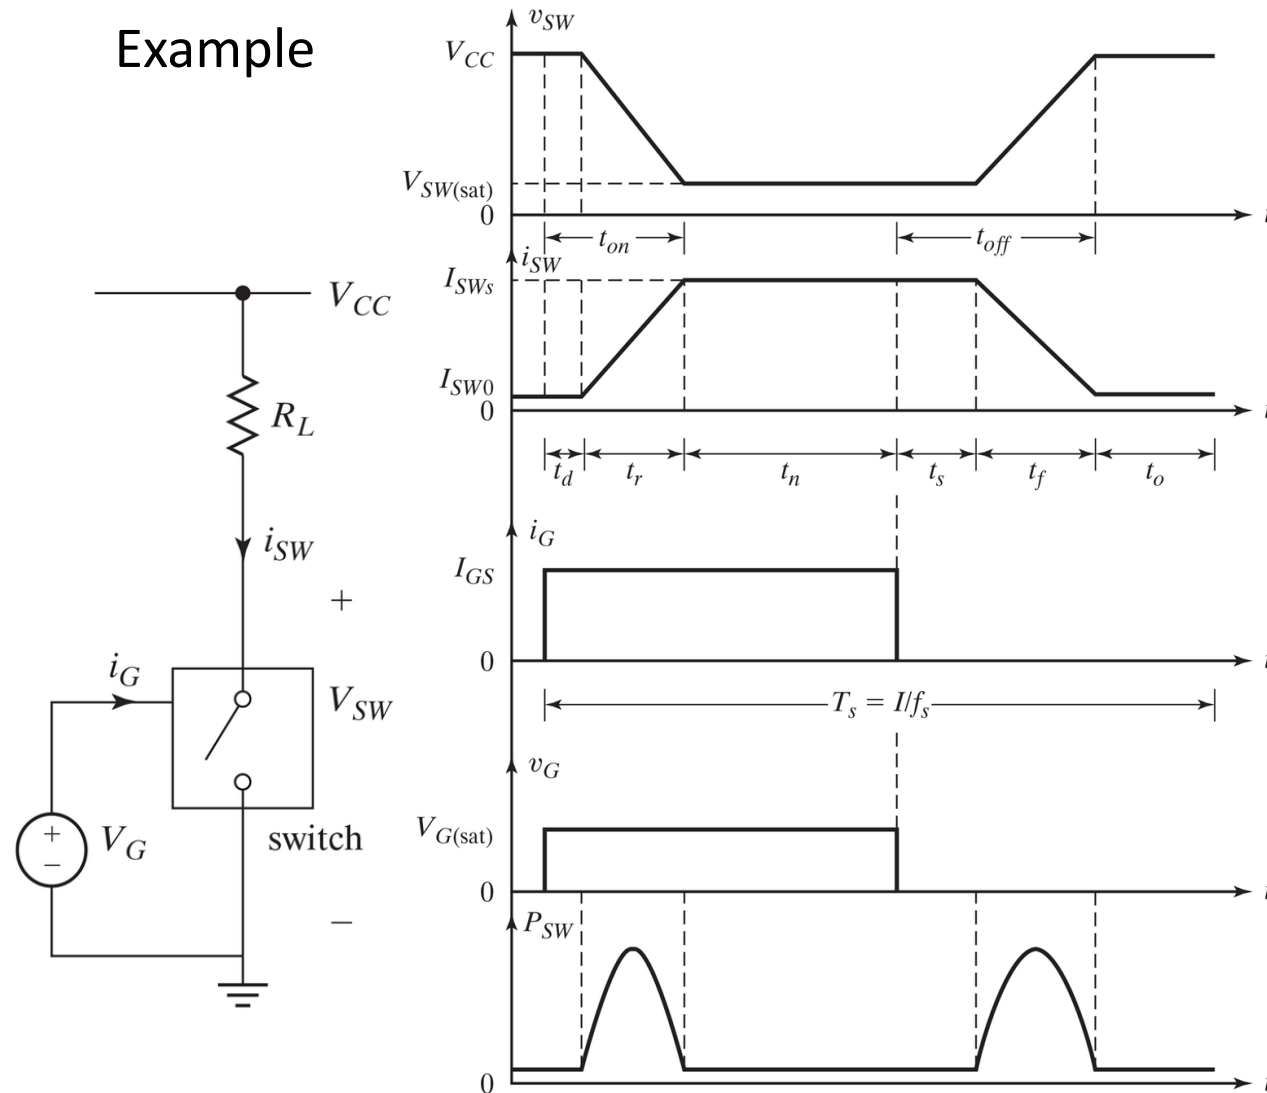 Example
V_CC
R_L
i_SW
+
i_G
V_SW
+
−
V_G
switch
−
v_SW
V_CC
V_SW(sat)
0
t
t_on
t_off
i_SW
I_SWs
I_SW0
0
t
t_d
t_r
t_n
t_s
t_f
t_o
i_G
I_GS
0
t
T_s = I/f_s
v_G
V_G(sat)
0
t
P_SW
0
t